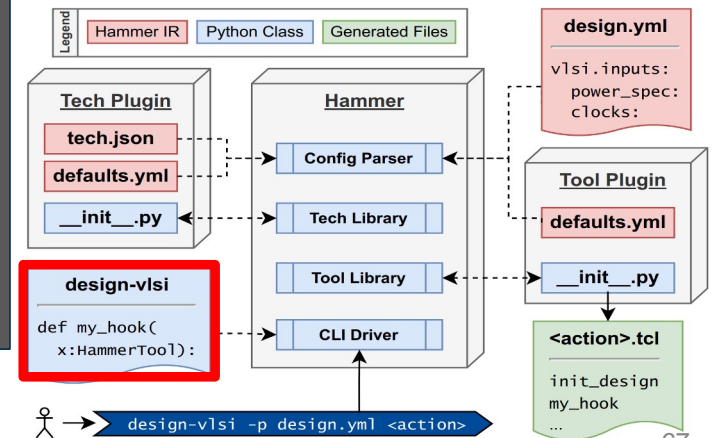 Legend
Hammer IR
Python Class
Generated Files
Tech Plugin
tech.json
defaults.yml
__init__.py
design-vlsi
def my_hook(
x:HammerTool):
Hammer
Config Parser
Tech Library
Tool Library
CLI Driver
design.yml
vlsi.inputs:
power_spec:
clocks:
Tool Plugin
defaults.yml
__init__.py
<action>.tcl
init_design
my_hook
...
design-vlsi -p design.yml <action>